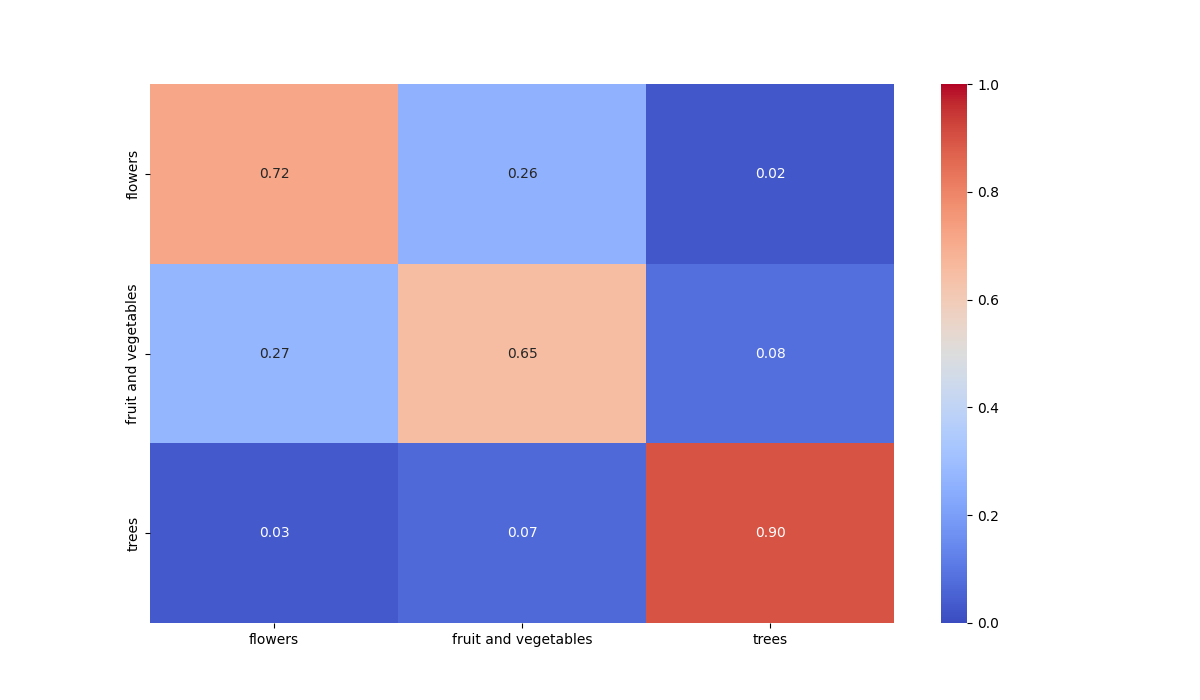 flowers
0.72 0.26 0.02
fruit and vegetables
0.27 0.65 0.08
trees
0.03 0.07 0.90
flowers fruit and vegetables trees
1.0
0.8
0.6
0.4
0.2
0.0